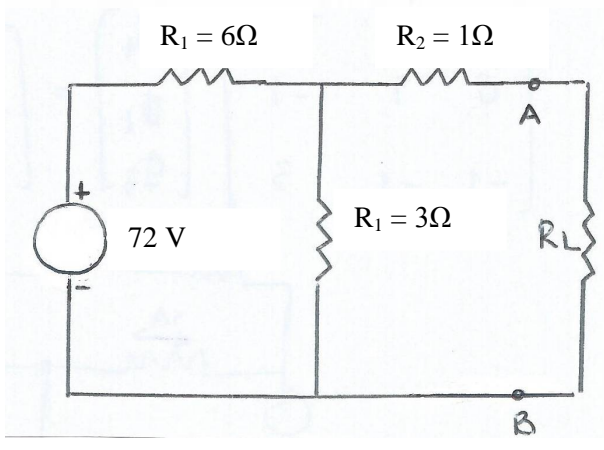 R₁ = 6Ω
R₂ = 1Ω
A
+
72 V
R₁ = 3Ω
RL
-
B